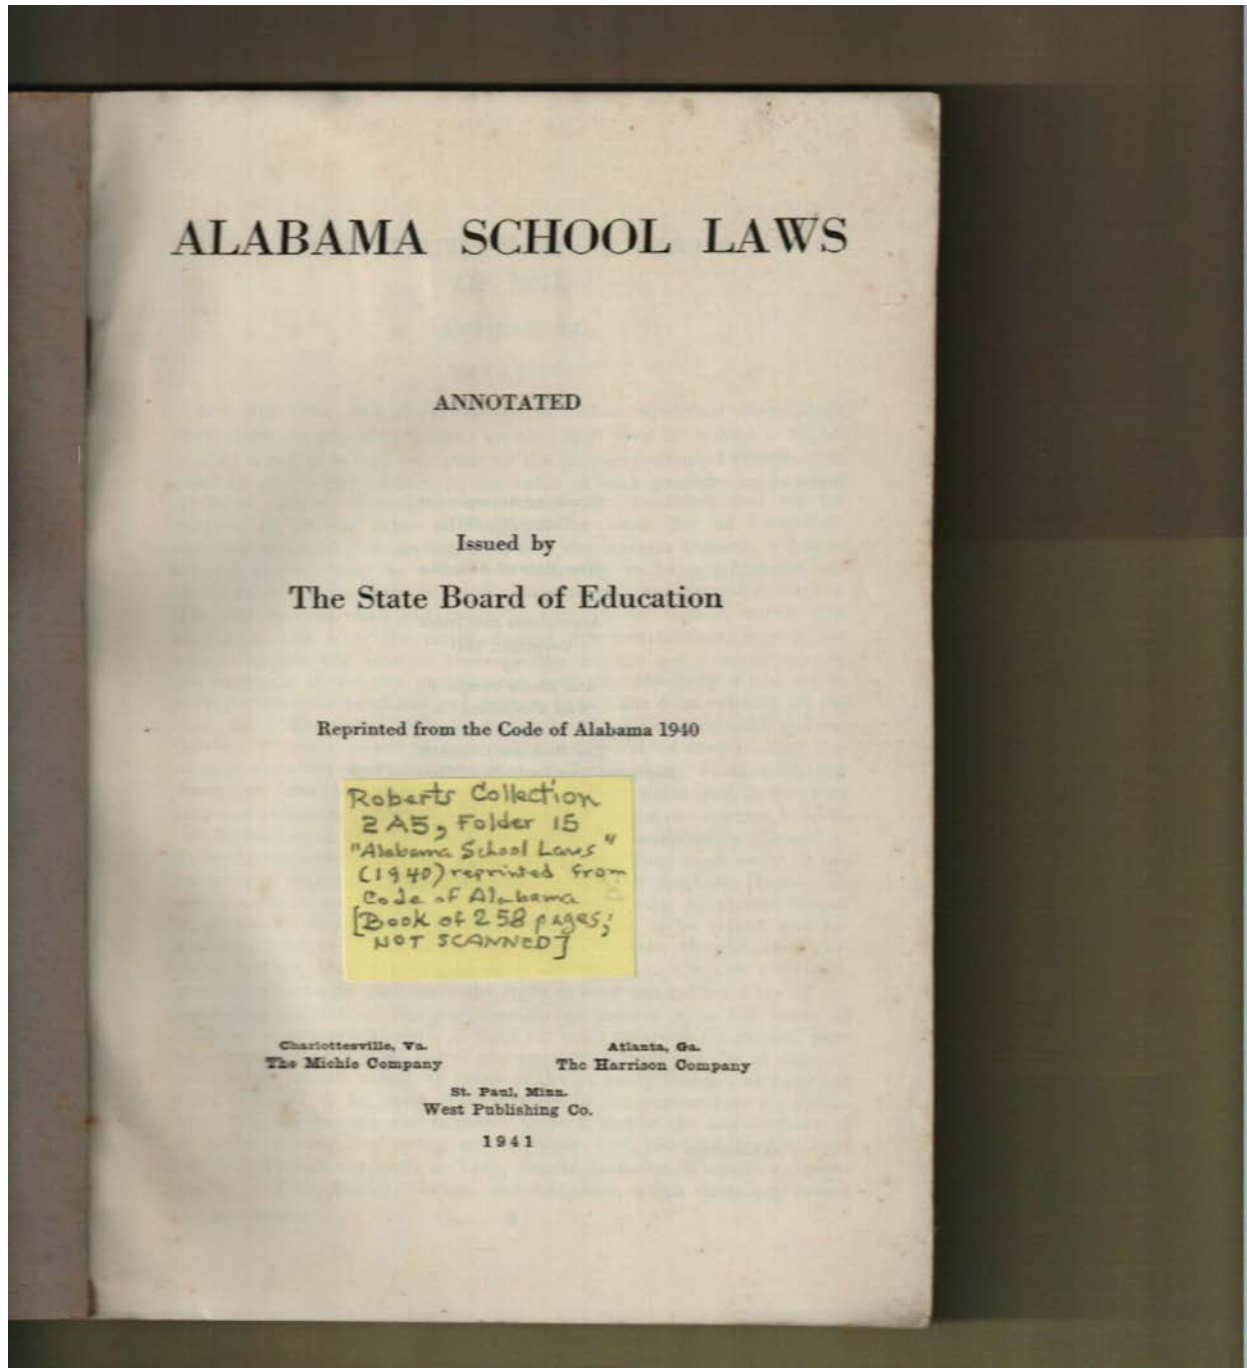 ALABAMA SCHOOL LAWS
ANNOTATED
Issued by
The State Board of Education
Reprinted from the Code of Alabama 1940
Roberts Collection
2A5, Folder 15
"Alabama School Laws"
(1940) reprinted from
Code of Alabama
[Book of 258 pages;
NOT SCANNED]
Charlottesville, Va.
The Michie Company
Atlanta, Ga.
The Harrison Company
St. Paul, Minn.
West Publishing Co.
1941